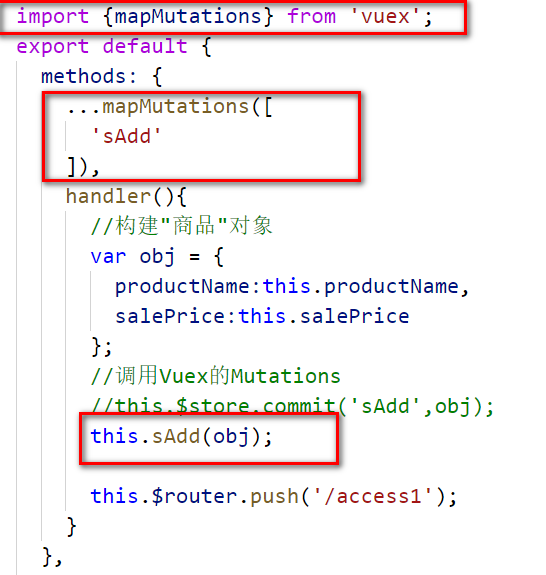 import {mapMutations} from 'vuex';
export default {
methods: {
...mapMutations([
'sAdd'
]),
handler(){
//构建"商品"对象
var obj = {
productName:this.productName,
salePrice:this.salePrice
};
//调用Vuex的Mutations
//this.$store.commit('sAdd',obj);
this.sAdd(obj);
this.$router.push('/access1');
}
},